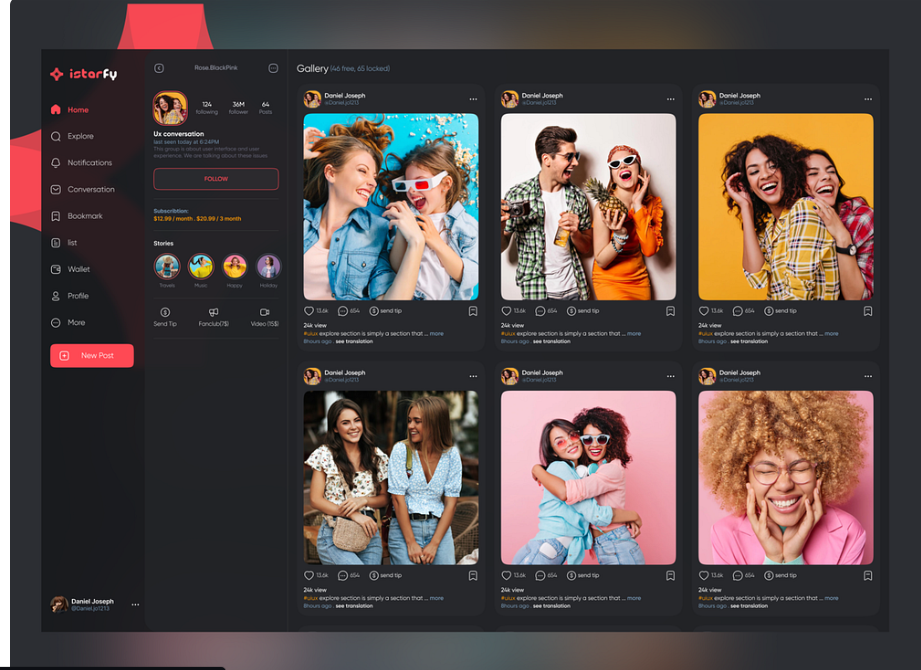 istarfy
Home
Explore
Notifications
Conversation
Bookmark
list
Wallet
Profile
More
New Post
Daniel Joseph
@Daniel.jo1213
Rose.BlackPink
124 36M 64
following follower Posts
Ux conversation
last seen today at 6:24PM
This group is about user interface and user
experience. We are talking about these issues
FOLLOW
Subscribtion:
$12.99 / month . $20.99 / 3 month
Stories
Travels Music Happy Holiday
Send Tip Fanclub(7$) Video (15$)
Gallery (46 free, 65 locked)
Daniel Joseph
@Daniel.jo1213
13.6k 654 send tip
24k view
#uiux explore section is simply a section that ... more
8hours ago . see translation
Daniel Joseph
@Daniel.jo1213
13.6k 654 send tip
24k view
#uiux explore section is simply a section that ... more
8hours ago . see translation
Daniel Joseph
@Daniel.jo1213
13.6k 654 send tip
24k view
#uiux explore section is simply a section that ... more
8hours ago . see translation
Daniel Joseph
@Daniel.jo1213
13.6k 654 send tip
24k view
#uiux explore section is simply a section that ... more
8hours ago . see translation
Daniel Joseph
@Daniel.jo1213
13.6k 654 send tip
24k view
#uiux explore section is simply a section that ... more
8hours ago . see translation
Daniel Joseph
@Daniel.jo1213
13.6k 654 send tip
24k view
#uiux explore section is simply a section that ... more
8hours ago . see translation